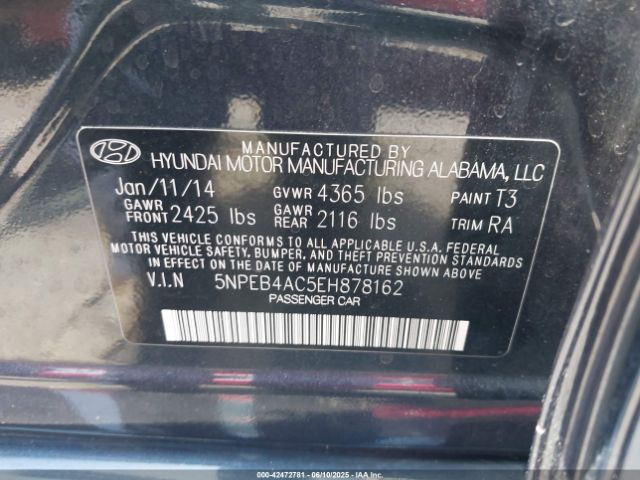 MANUFACTURED BY
HYUNDAI MOTOR MANUFACTURING ALABAMA, LLC
Jan/11/14 GVWR 4365 lbs PAINT T3
GAWR FRONT 2425 lbs GAWR REAR 2116 lbs TRIM RA
THIS VEHICLE CONFORMS TO ALL APPLICABLE U.S.A. FEDERAL
MOTOR VEHICLE SAFETY, BUMPER, AND THEFT PREVENTION STANDARDS
IN EFFECT ON THE DATE OF MANUFACTURE SHOWN ABOVE.
V.I.N 5NPEB4AC5EH878162
PASSENGER CAR
000-42472781 - 06/10/2025 - COPYRIGHT IAA, LLC.